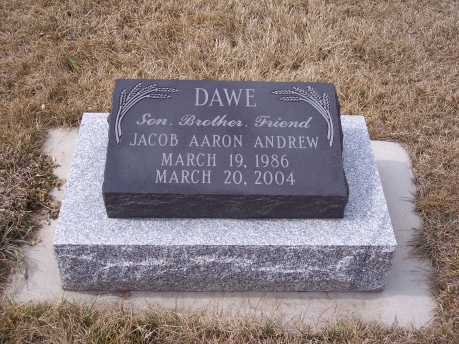 DAWE
Son, Brother, Friend
JACOB AARON ANDREW
MARCH 19, 1986
MARCH 20, 2004